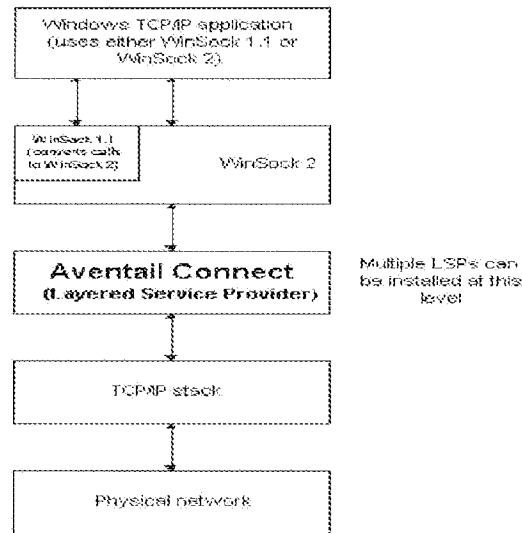 Windows TCP/IP application
(uses either WinSock 1.1 or
WinSock 2)
WinSock 1.1
(converts calls
to WinSock 2)
WinSock 2
Aventail Connect
(Layered Service Provider)
Multiple LSPs can
be installed at this
level
TCP/IP stack
Physical network